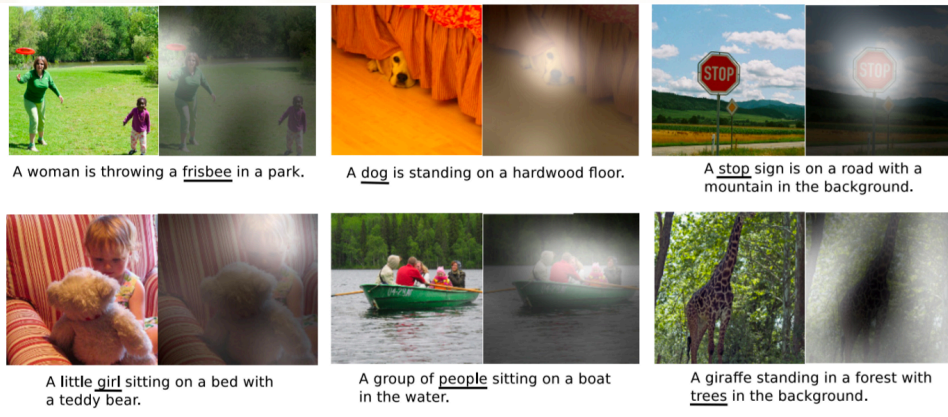 STOP
STOP
A woman is throwing a frisbee in a park.
A dog is standing on a hardwood floor.
A stop sign is on a road with a
mountain in the background.
A little girl sitting on a bed with
a teddy bear.
A group of people sitting on a boat
in the water.
A giraffe standing in a forest with
trees in the background.